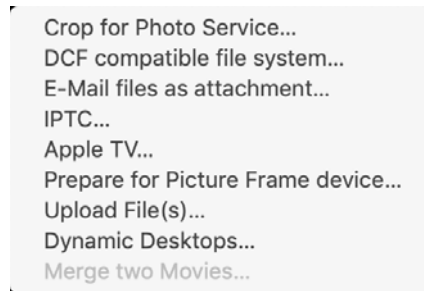 Crop for Photo Service...
DCF compatible file system...
E-Mail files as attachment...
IPTC...
Apple TV...
Prepare for Picture Frame device...
Upload File(s)...
Dynamic Desktops...
Merge two Movies...